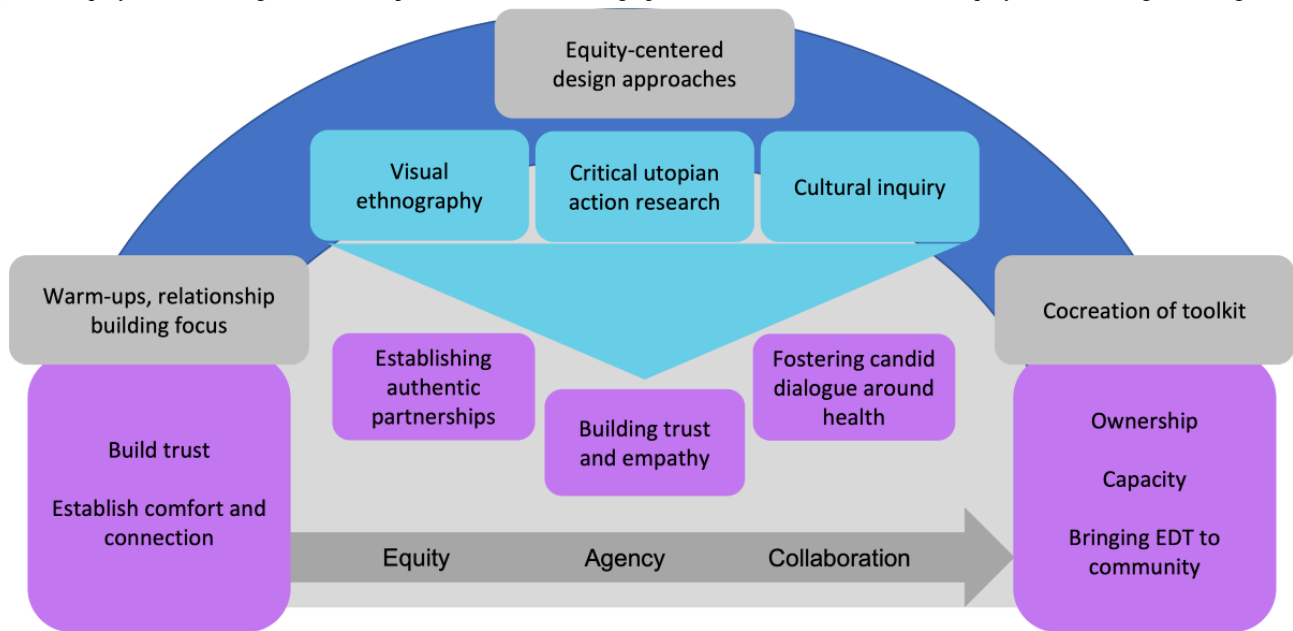 Equity-centered
design approaches
Visual
ethnography
Critical utopian
action research
Cultural inquiry
Warm-ups, relationship
building focus
Cocreation of toolkit
Establishing
authentic
partnerships
Fostering candid
dialogue around
health
Building trust
and empathy
Build trust
Establish comfort and
connection
Ownership
Capacity
Bringing EDT to
community
Equity Agency Collaboration